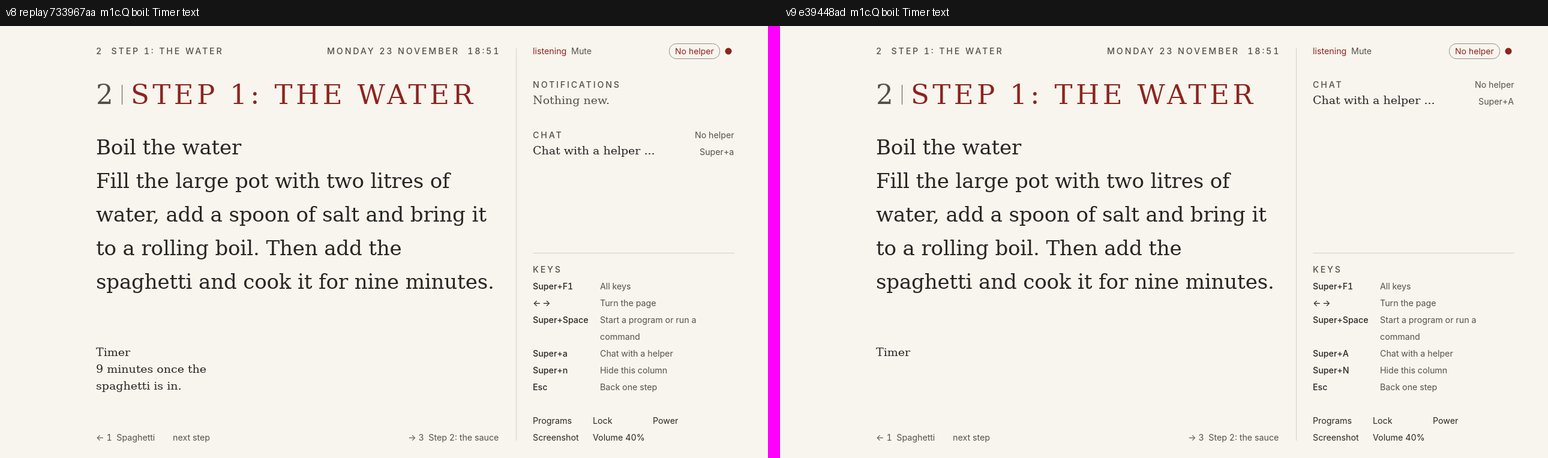 v8 replay 733967aa m1c.Q boil: Timer text
2 STEP 1: THE WATER
MONDAY 23 NOVEMBER 18:51
2 STEP 1: THE WATER
Boil the water
Fill the large pot with two litres of
water, add a spoon of salt and bring it
to a rolling boil. Then add the
spaghetti and cook it for nine minutes.
Timer
9 minutes once the
spaghetti is in.
← 1 Spaghetti next step → 3 Step 2: the sauce
listening Mute No helper
NOTIFICATIONS
Nothing new.
CHAT No helper
Chat with a helper ... Super+a
KEYS
Super+F1 All keys
← → Turn the page
Super+Space Start a program or run a
command
Super+a Chat with a helper
Super+n Hide this column
Esc Back one step
Programs Lock Power
Screenshot Volume 40%
v9 e39448ad m1c.Q boil: Timer text
2 STEP 1: THE WATER
MONDAY 23 NOVEMBER 18:51
2 STEP 1: THE WATER
Boil the water
Fill the large pot with two litres of
water, add a spoon of salt and bring it
to a rolling boil. Then add the
spaghetti and cook it for nine minutes.
Timer
← 1 Spaghetti next step → 3 Step 2: the sauce
listening Mute No helper
CHAT No helper
Chat with a helper ... Super+A
KEYS
Super+F1 All keys
← → Turn the page
Super+Space Start a program or run a
command
Super+A Chat with a helper
Super+N Hide this column
Esc Back one step
Programs Lock Power
Screenshot Volume 40%